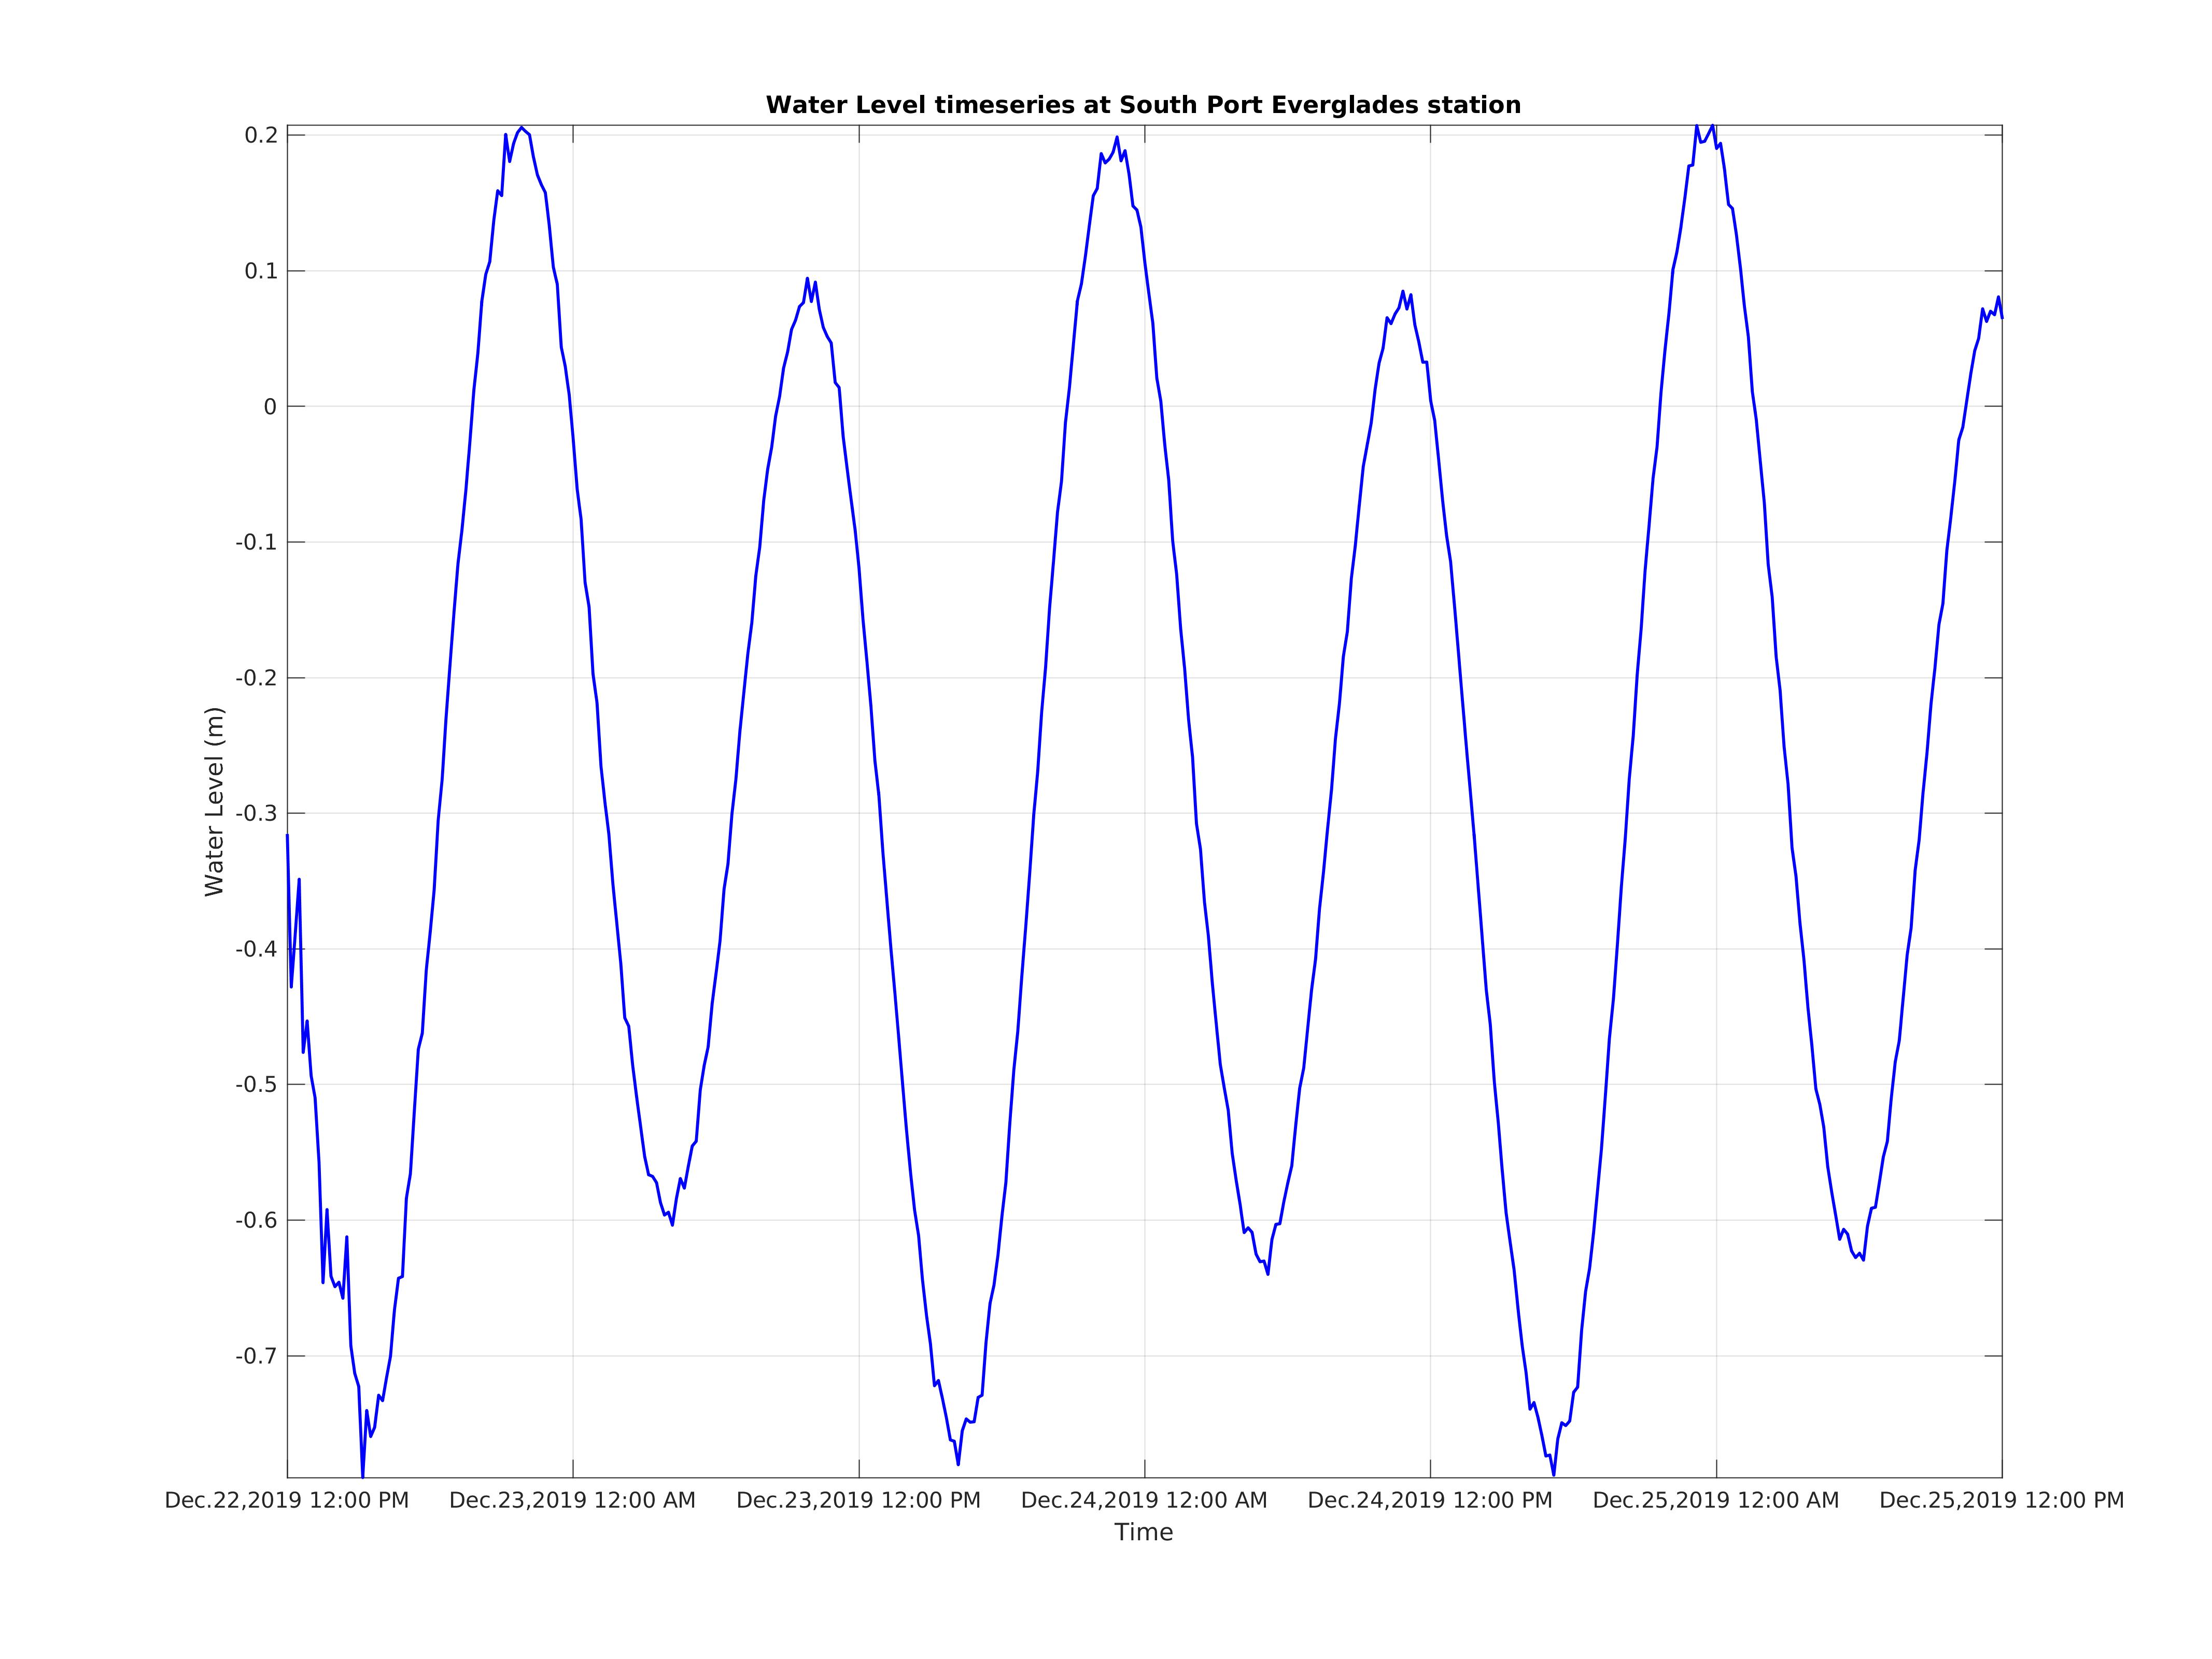 Water Level timeseries at South Port Everglades station
0.2
0.1
0
-0.1
-0.2
-0.3
-0.4
-0.5
-0.6
-0.7
Water Level (m)
Dec.22,2019 12:00 PM
Dec.23,2019 12:00 AM
Dec.23,2019 12:00 PM
Dec.24,2019 12:00 AM
Dec.24,2019 12:00 PM
Dec.25,2019 12:00 AM
Dec.25,2019 12:00 PM
Time